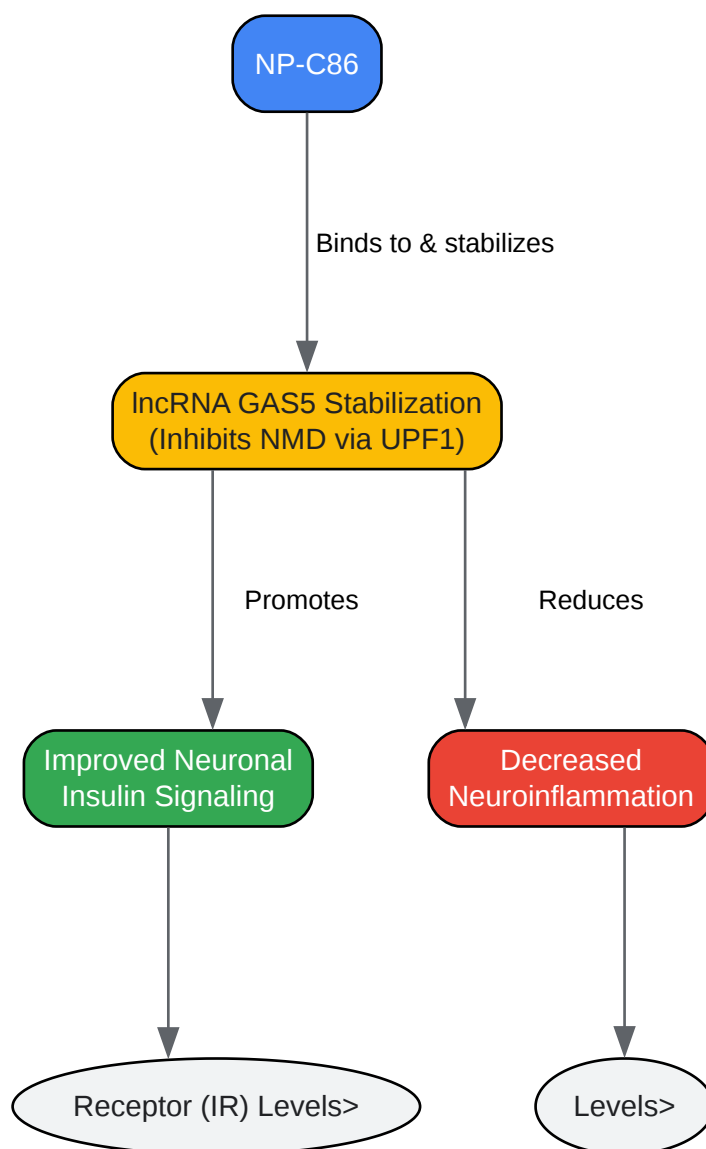 NP-C86
Binds to & stabilizes
lncRNA GAS5 Stabilization
(Inhibits NMD via UPF1)
Promotes
Reduces
Improved Neuronal
Insulin Signaling
Decreased
Neuroinflammation
Receptor (IR) Levels>
Levels>